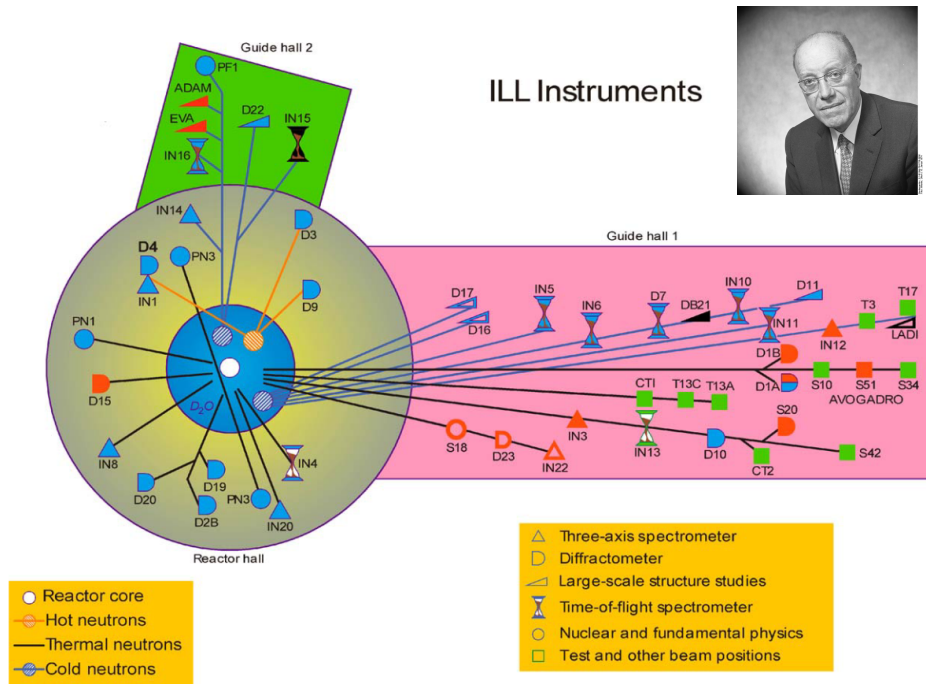 Guide hall 2
ILL Instruments
PF1
ADAM
EVA
D22
IN15
IN16
IN14
D3
D4
PN3
IN1
D9
PN1
D15
D₂O
IN8
IN4
D20
D19
D2B
PN3
IN20
Reactor hall
Guide hall 1
D17
D16
IN5
IN6
D7
DB21
IN10
D11
IN11
T3
T17
IN12
LADI
D1B
D1A
S10
S51
S34
AVOGADRO
CTI
T13C
T13A
S18
D23
IN22
IN3
IN13
D10
S20
CT2
S42
Reactor core
Hot neutrons
Thermal neutrons
Cold neutrons
Three-axis spectrometer
Diffractometer
Large-scale structure studies
Time-of-flight spectrometer
Nuclear and fundamental physics
Test and other beam positions